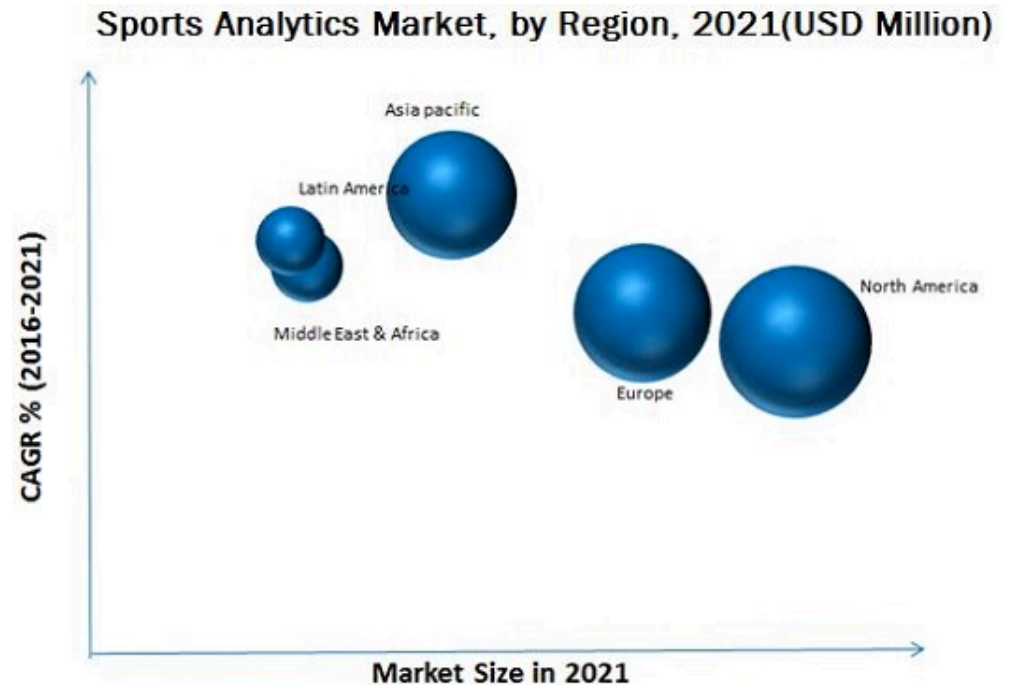 Sports Analytics Market, by Region, 2021(USD Million)
Asia pacific
Latin America
North America
Middle East & Africa
Europe
CAGR % (2016-2021)
Market Size in 2021